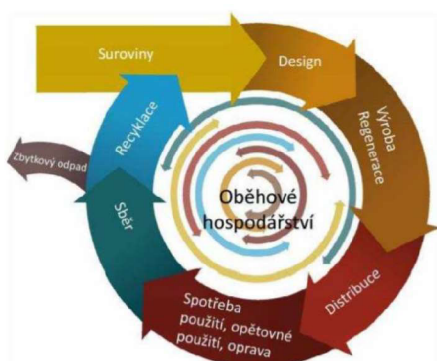 Suroviny
Design
Výroba
Regenerace
Distribuce
Spotřeba
použití, opětovné
použití, oprava
Sběr
Zbytkový odpad
Recyklace
Oběhové
hospodářství